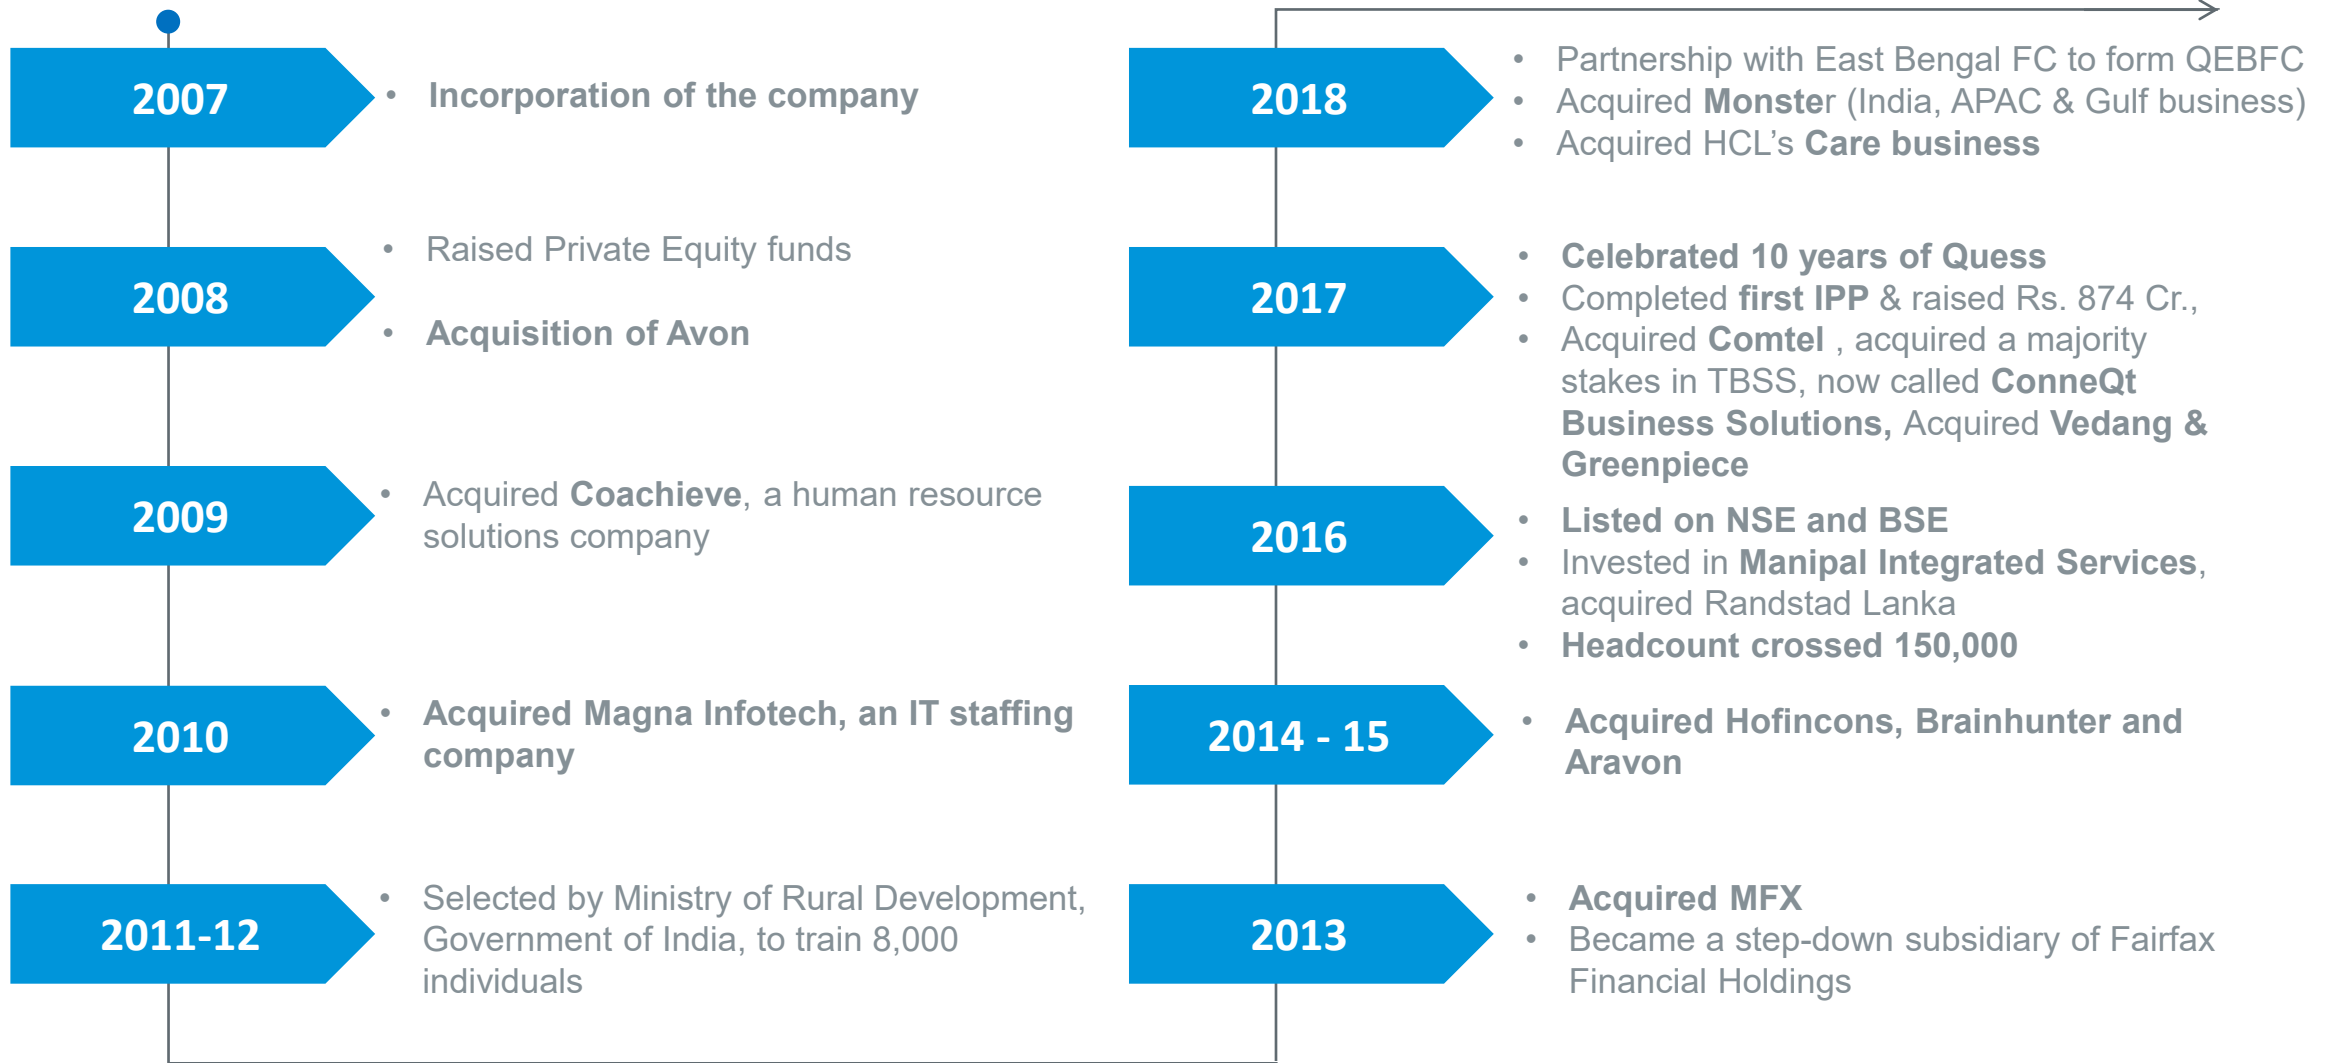 2007
• Incorporation of the company
2008
• Raised Private Equity funds
• Acquisition of Avon
2009
• Acquired Coachieve, a human resource
solutions company
2010
• Acquired Magna Infotech, an IT staffing
company
2011-12
• Selected by Ministry of Rural Development,
Government of India, to train 8,000
individuals
2018
• Partnership with East Bengal FC to form QEBFC
• Acquired Monster (India, APAC & Gulf business)
• Acquired HCL’s Care business
2017
• Celebrated 10 years of Quess
• Completed first IPP & raised Rs. 874 Cr.,
• Acquired Comtel , acquired a majority
stakes in TBSS, now called ConneQt
Business Solutions, Acquired Vedang &
Greenpiece
2016
• Listed on NSE and BSE
• Invested in Manipal Integrated Services,
acquired Randstad Lanka
• Headcount crossed 150,000
2014 - 15
• Acquired Hofincons, Brainhunter and
Aravon
2013
• Acquired MFX
• Became a step-down subsidiary of Fairfax
Financial Holdings